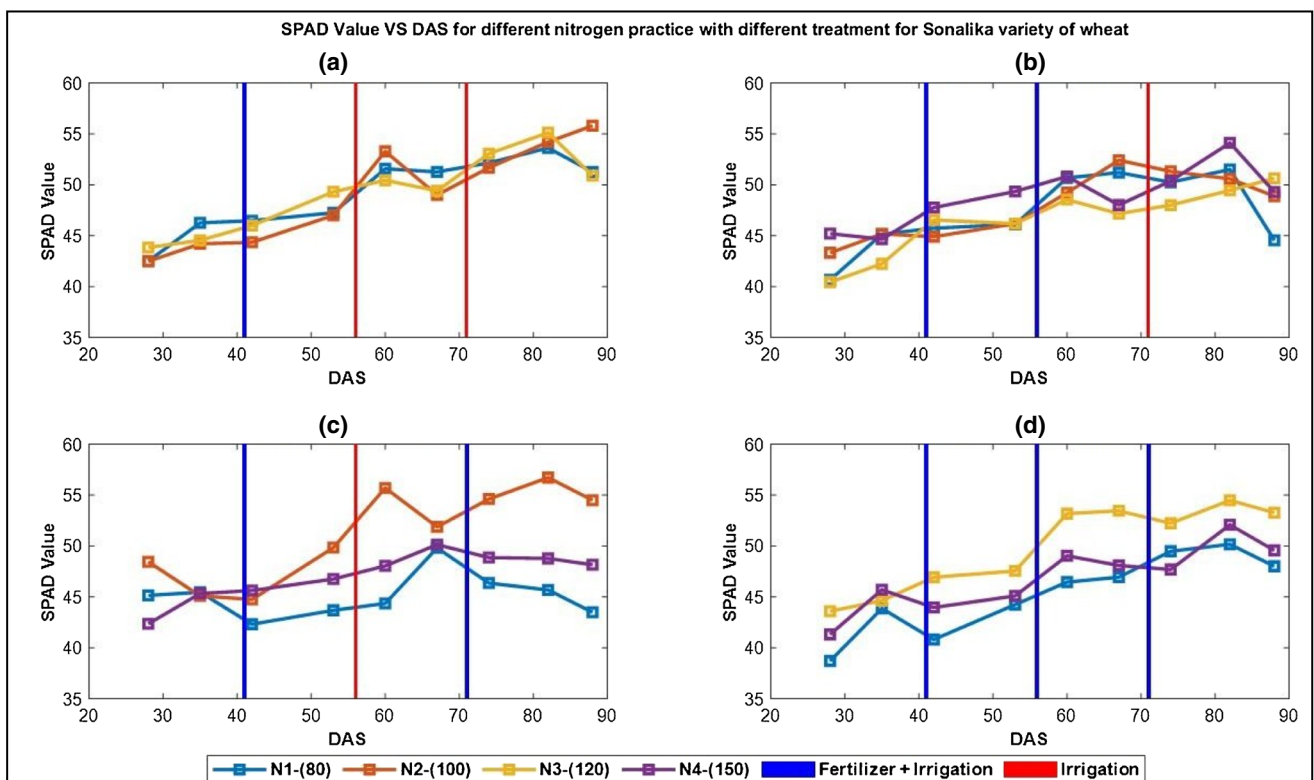 SPAD Value VS DAS for different nitrogen practice with different treatment for Sonalika variety of wheat
(a)
SPAD Value
60
55
50
45
40
35
20 30 40 50 60 70 80 90
DAS
(b)
SPAD Value
60
55
50
45
40
35
20 30 40 50 60 70 80 90
DAS
(c)
SPAD Value
60
55
50
45
40
35
20 30 40 50 60 70 80 90
DAS
(d)
SPAD Value
60
55
50
45
40
35
20 30 40 50 60 70 80 90
DAS
N1-(80) N2-(100) N3-(120) N4-(150) Fertilizer + Irrigation Irrigation